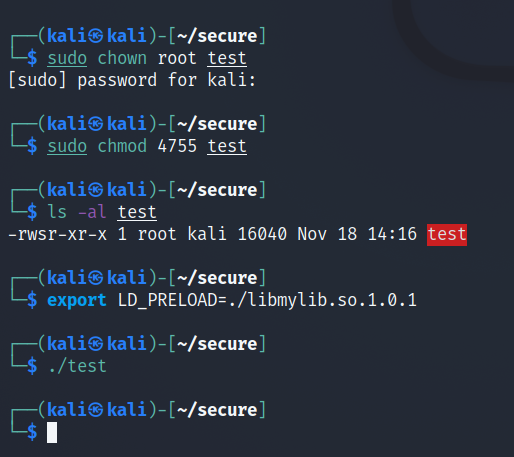 ┌──(kali㉿kali)-[~/secure]
└─$ sudo chown root test
[sudo] password for kali:
┌──(kali㉿kali)-[~/secure]
└─$ sudo chmod 4755 test
┌──(kali㉿kali)-[~/secure]
└─$ ls -al test
-rwsr-xr-x 1 root kali 16040 Nov 18 14:16 test
┌──(kali㉿kali)-[~/secure]
└─$ export LD_PRELOAD=./libmylib.so.1.0.1
┌──(kali㉿kali)-[~/secure]
└─$ ./test
┌──(kali㉿kali)-[~/secure]
└─$